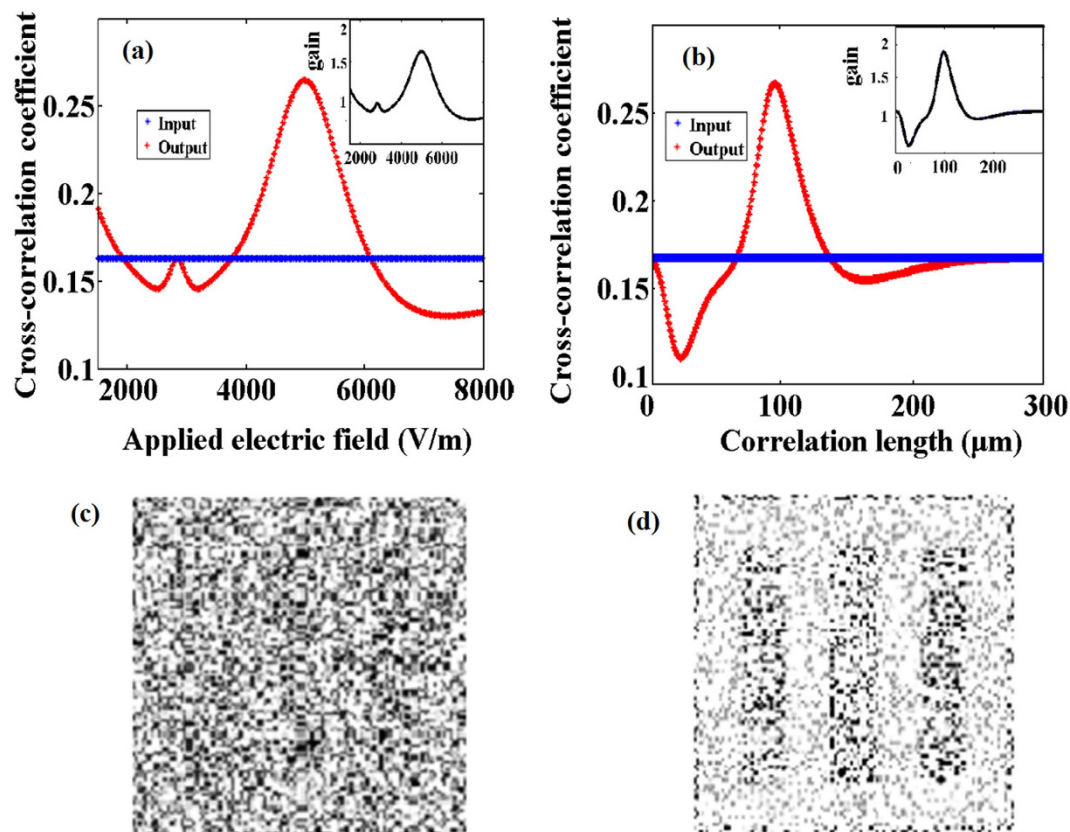 (a)
Cross-correlation coefficient
0.25
0.2
0.15
0.1
2000 4000 6000 8000
Applied electric field (V/m)
Input
Output
gain
2
1.5
1
2000 4000 6000
(b)
Cross-correlation coefficient
0.25
0.2
0.15
0.1
0 100 200 300
Correlation length (μm)
Input
Output
gain
2
1.5
1
0 100 200
(c)
(d)